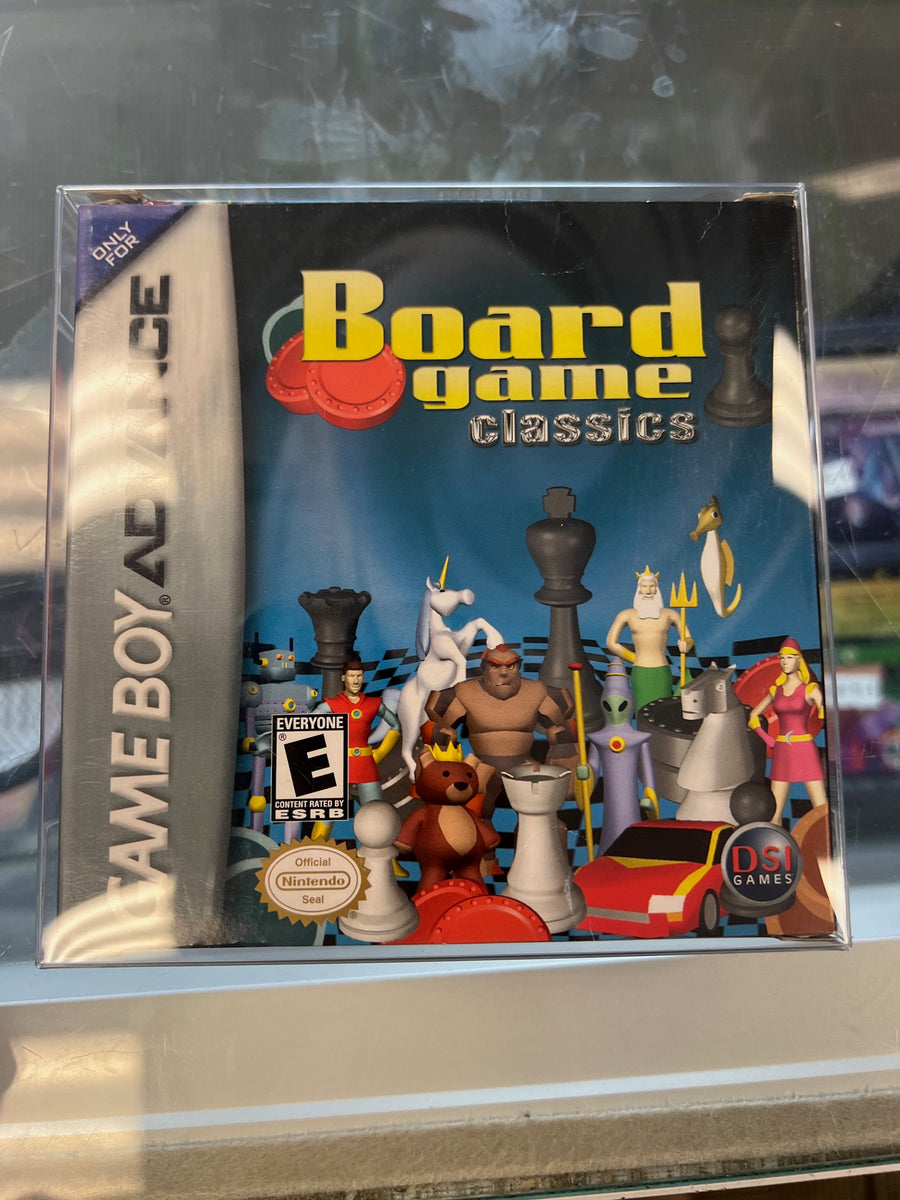 ONLY
FOR
GAME BOY ADVANCE
Board
game
classics
EVERYONE
E
CONTENT RATED BY
ESRB
Official
Nintendo
Seal
DSI
GAMES